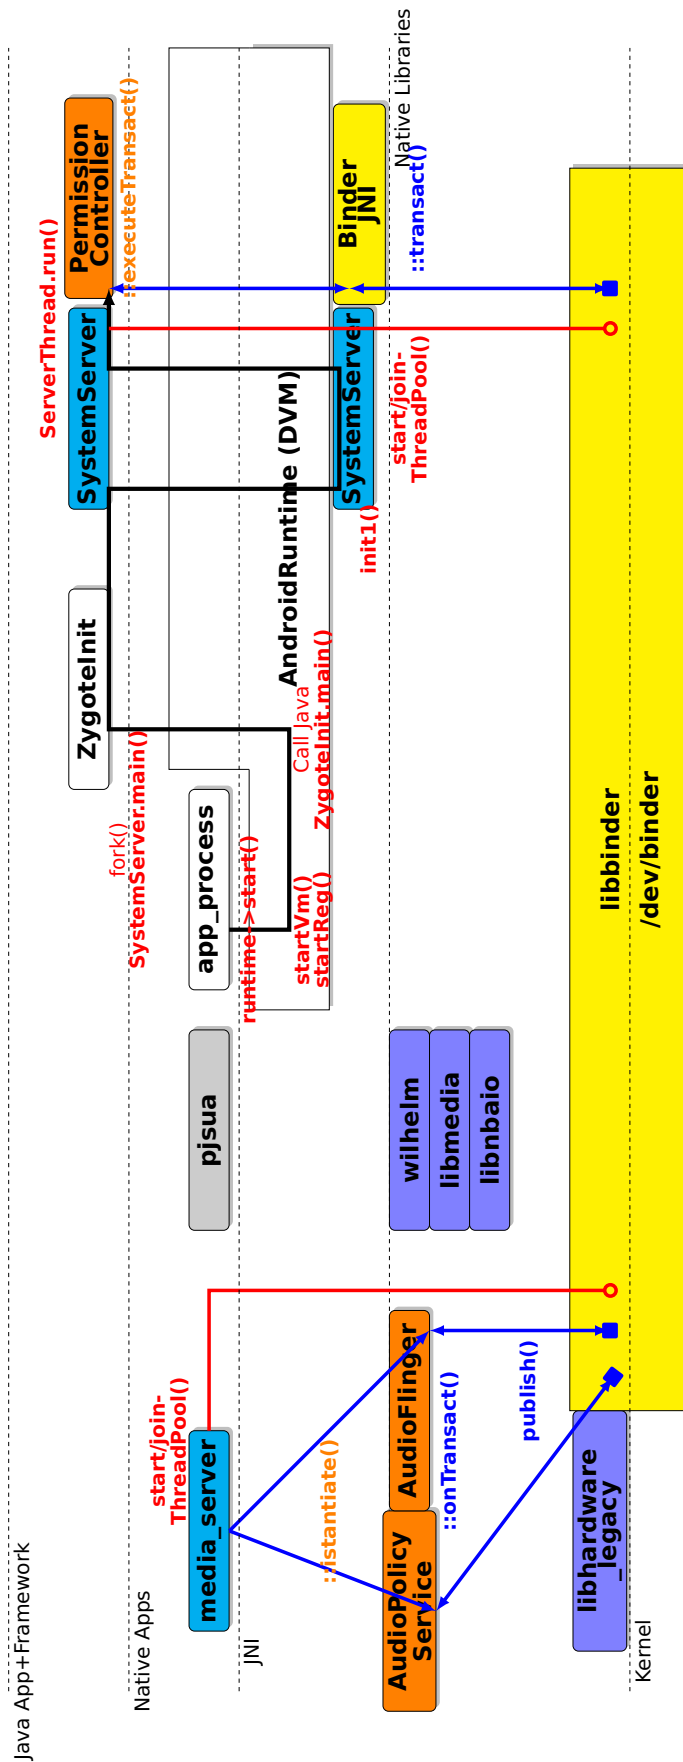 Java App+Framework
Native Apps
JNI
Native Libraries
Kernel
media_server
start/join-
ThreadPool()
::istantiate()
AudioPolicy
Service
AudioFlinger
::onTransact()
publish()
libhardware
_legacy
pjsua
wilhelm
libmedia
libnbaio
app_process
runtime->start()
startVm()
startReg()
Call Java
ZygoteInit.main()
AndroidRuntime (DVM)
ZygoteInit
fork()
SystemServer.main()
SystemServer
ServerThread.run()
SystemServer
init1()
start/join-
ThreadPool()
Permission
Controller
::executeTransact()
Binder
JNI
::transact()
libbinder
/dev/binder